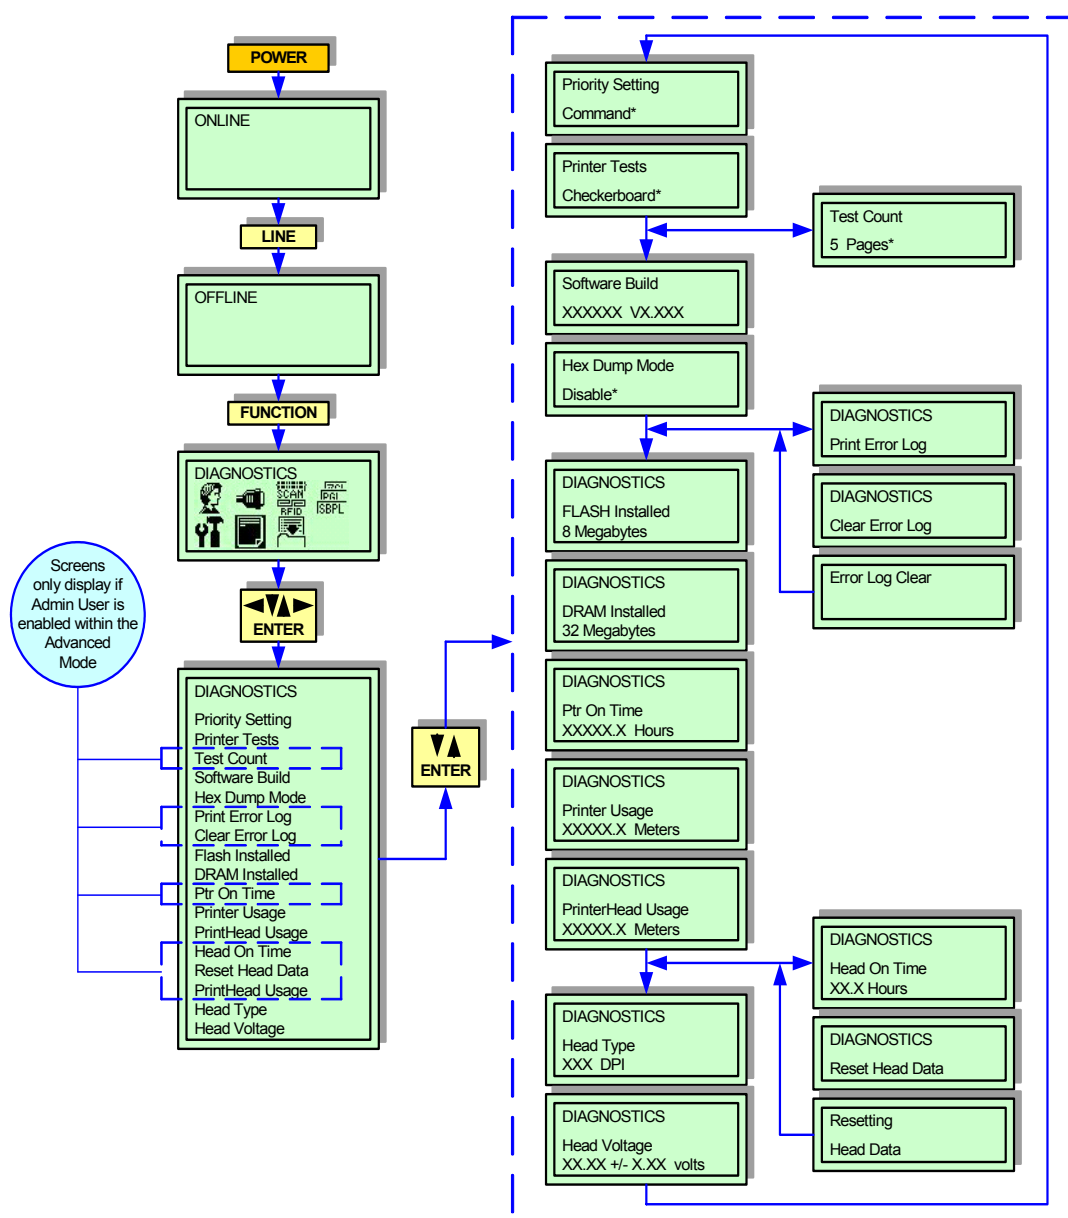 POWER
ONLINE
LINE
OFFLINE
FUNCTION
DIAGNOSTICS
SCAN
RFID
PGL
SBPL
ENTER
Screens
only display if
Admin User is
enabled within the
Advanced
Mode
DIAGNOSTICS
Priority Setting
Printer Tests
Test Count
Software Build
Hex Dump Mode
Print Error Log
Clear Error Log
Flash Installed
DRAM Installed
Ptr On Time
Printer Usage
PrintHead Usage
Head On Time
Reset Head Data
PrintHead Usage
Head Type
Head Voltage
ENTER
Priority Setting
Command*
Printer Tests
Checkerboard*
Test Count
5 Pages*
Software Build
XXXXXX VX.XXX
Hex Dump Mode
Disable*
DIAGNOSTICS
Print Error Log
DIAGNOSTICS
Clear Error Log
Error Log Clear
DIAGNOSTICS
FLASH Installed
8 Megabytes
DIAGNOSTICS
DRAM Installed
32 Megabytes
DIAGNOSTICS
Ptr On Time
XXXXX.X Hours
DIAGNOSTICS
Printer Usage
XXXXX.X Meters
DIAGNOSTICS
PrinterHead Usage
XXXXX.X Meters
DIAGNOSTICS
Head On Time
XX.X Hours
DIAGNOSTICS
Reset Head Data
Resetting
Head Data
DIAGNOSTICS
Head Type
XXX DPI
DIAGNOSTICS
Head Voltage
XX.XX +/- X.XX volts